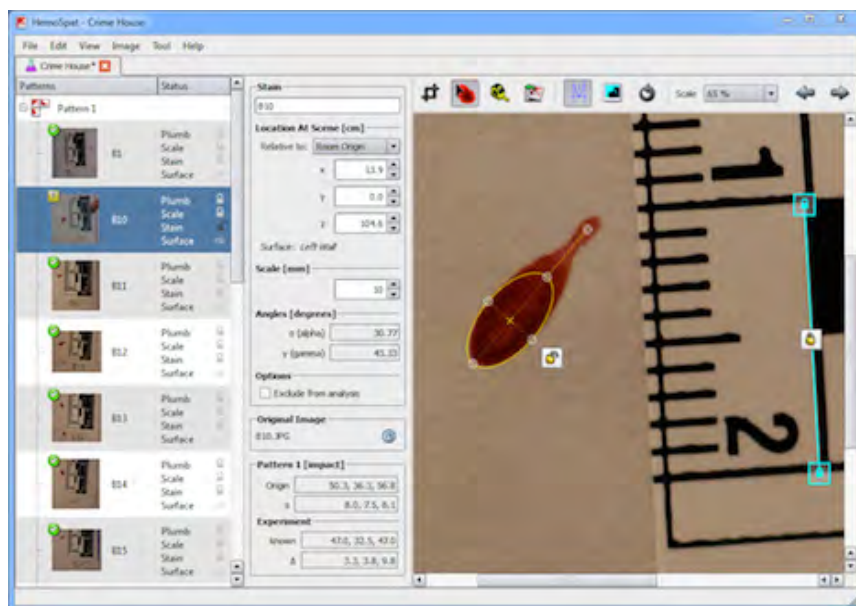 HemoSpat - Crime House
File Edit View Image Tool Help
Crime House*
Patterns Status
Pattern 1
B1 Plumb Scale Stain Surface
B10 Plumb Scale Stain Surface
B11 Plumb Scale Stain Surface
B12 Plumb Scale Stain Surface
B13 Plumb Scale Stain Surface
B14 Plumb Scale Stain Surface
B15 Plumb Scale Stain Surface
Stain
B10
Location At Scene [cm]
Relative to: Room Origin
x 13.9
y 0.0
z 104.6
Surface: Left Wall
Scale [mm]
10
Angles [degrees]
α (alpha) 30.77
γ (gamma)
Options
Exclude from analysis
Original Image
B10.JPG
Pattern 1 [impact]
Origin 50.3, 36.3, 56.8
s 8.0, 7.5, 8.1
Experiment
known 47.0, 32.5, 47.0
Δ 3.3, 3.8, 9.8
Scale 65 %
1
2